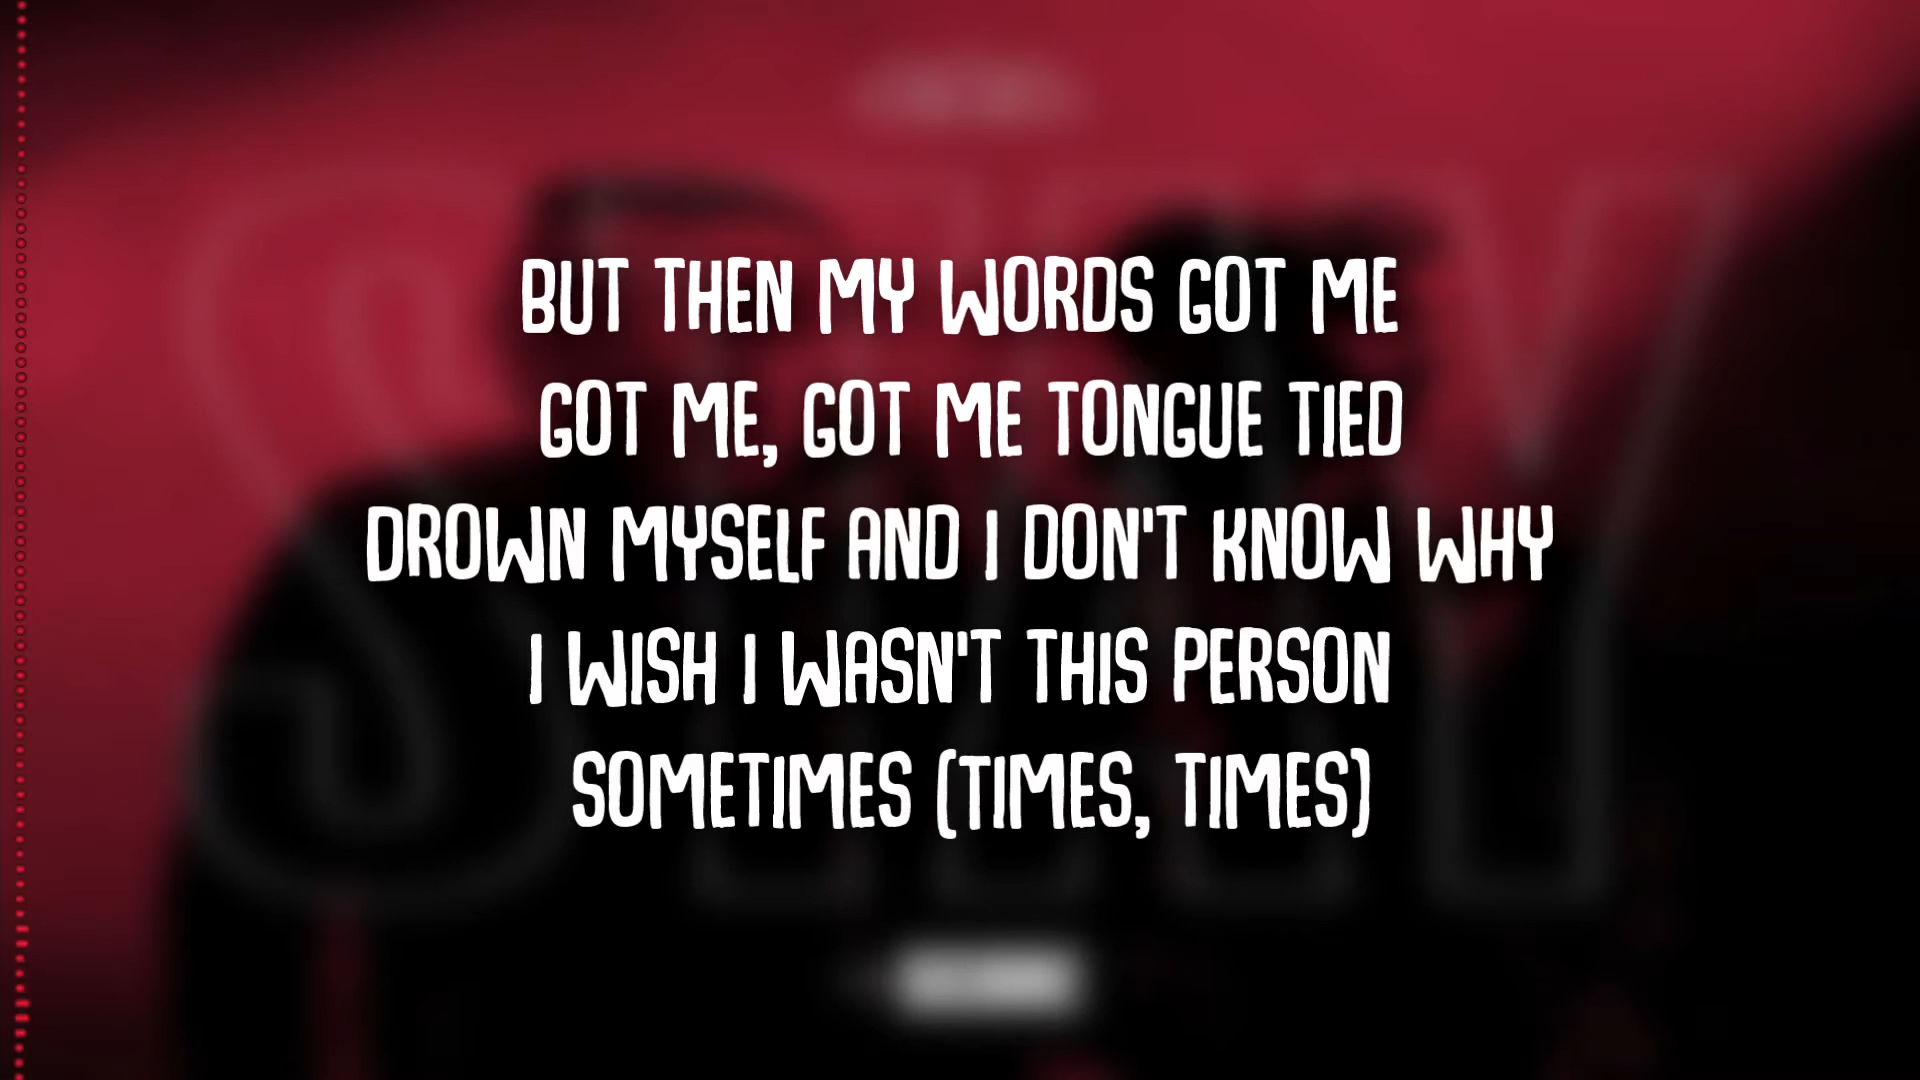 BUT THEN MY WORDS GOT ME
GOT ME, GOT ME TONGUE TIED
DROWN MYSELF AND I DON'T KNOW WHY
I WISH I WASN'T THIS PERSON
SOMETIMES (TIMES, TIMES)